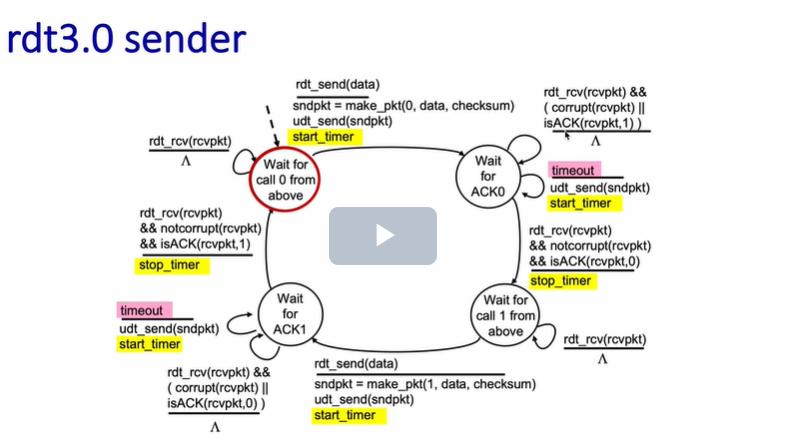 rdt3.0 sender
rdt_send(data)
sndpkt = make_pkt(0, data, checksum)
udt_send(sndpkt)
start_timer
rdt_rcv(rcvpkt) &&
( corrupt(rcvpkt) ||
isACK(rcvpkt,1) )
Λ
rdt_rcv(rcvpkt)
Λ
Wait for
call 0 from
above
Wait
for
ACK0
timeout
udt_send(sndpkt)
start_timer
rdt_rcv(rcvpkt)
&& notcorrupt(rcvpkt)
&& isACK(rcvpkt,1)
stop_timer
rdt_rcv(rcvpkt)
&& notcorrupt(rcvpkt)
&& isACK(rcvpkt,0)
stop_timer
timeout
udt_send(sndpkt)
start_timer
Wait
for
ACK1
Wait for
call 1 from
above
rdt_rcv(rcvpkt)
Λ
rdt_rcv(rcvpkt) &&
( corrupt(rcvpkt) ||
isACK(rcvpkt,0) )
Λ
rdt_send(data)
sndpkt = make_pkt(1, data, checksum)
udt_send(sndpkt)
start_timer